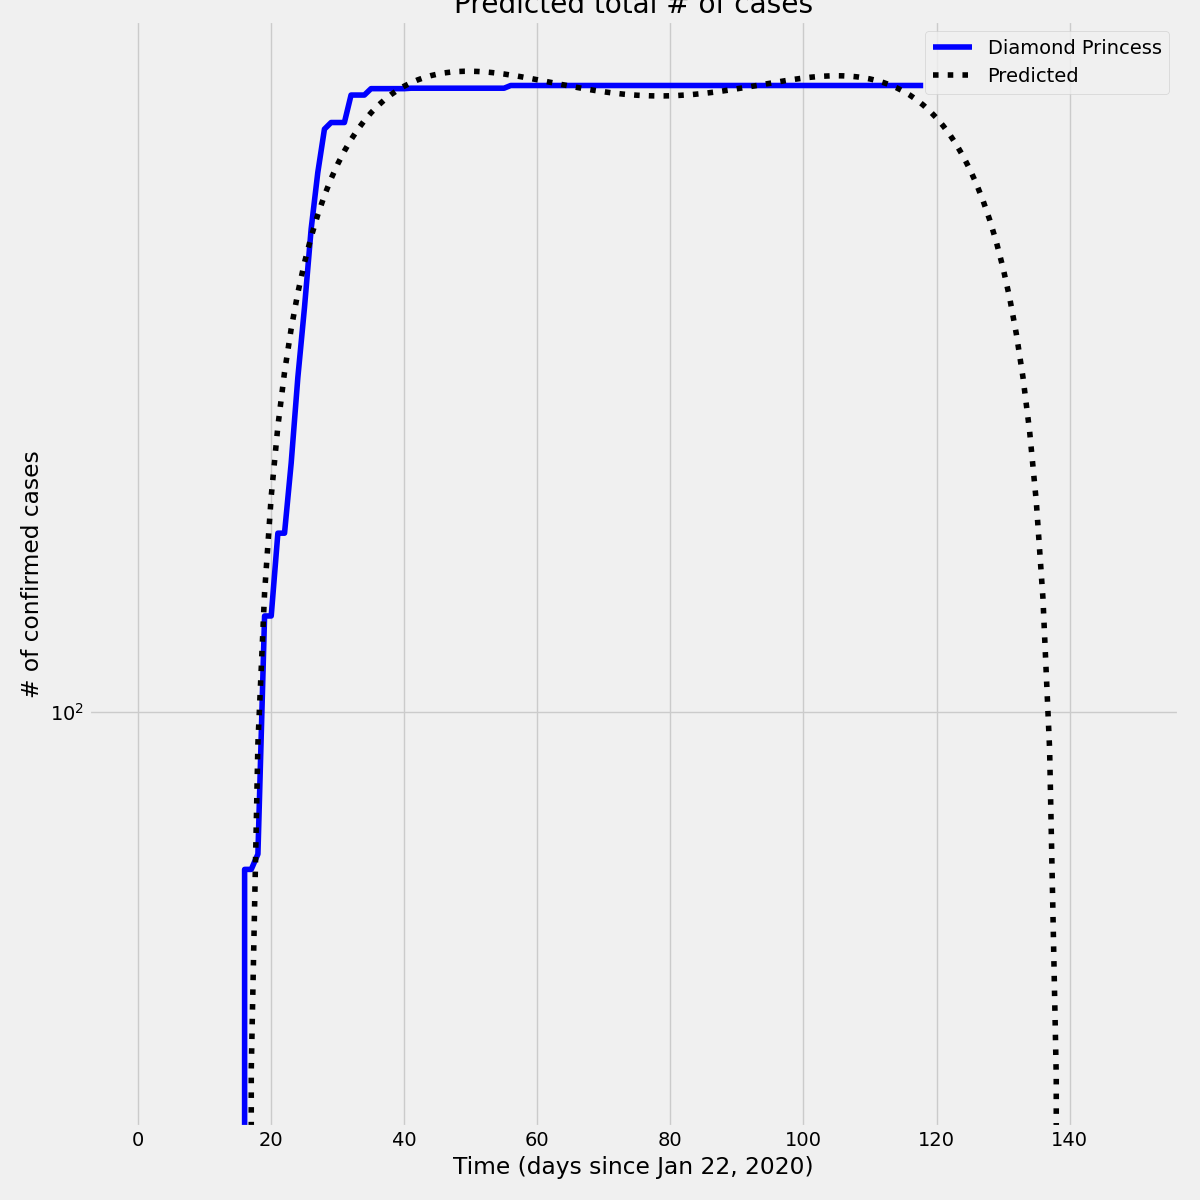 Predicted total # of cases
Diamond Princess
Predicted
# of confirmed cases
10²
0 20 40 60 80 100 120 140
Time (days since Jan 22, 2020)